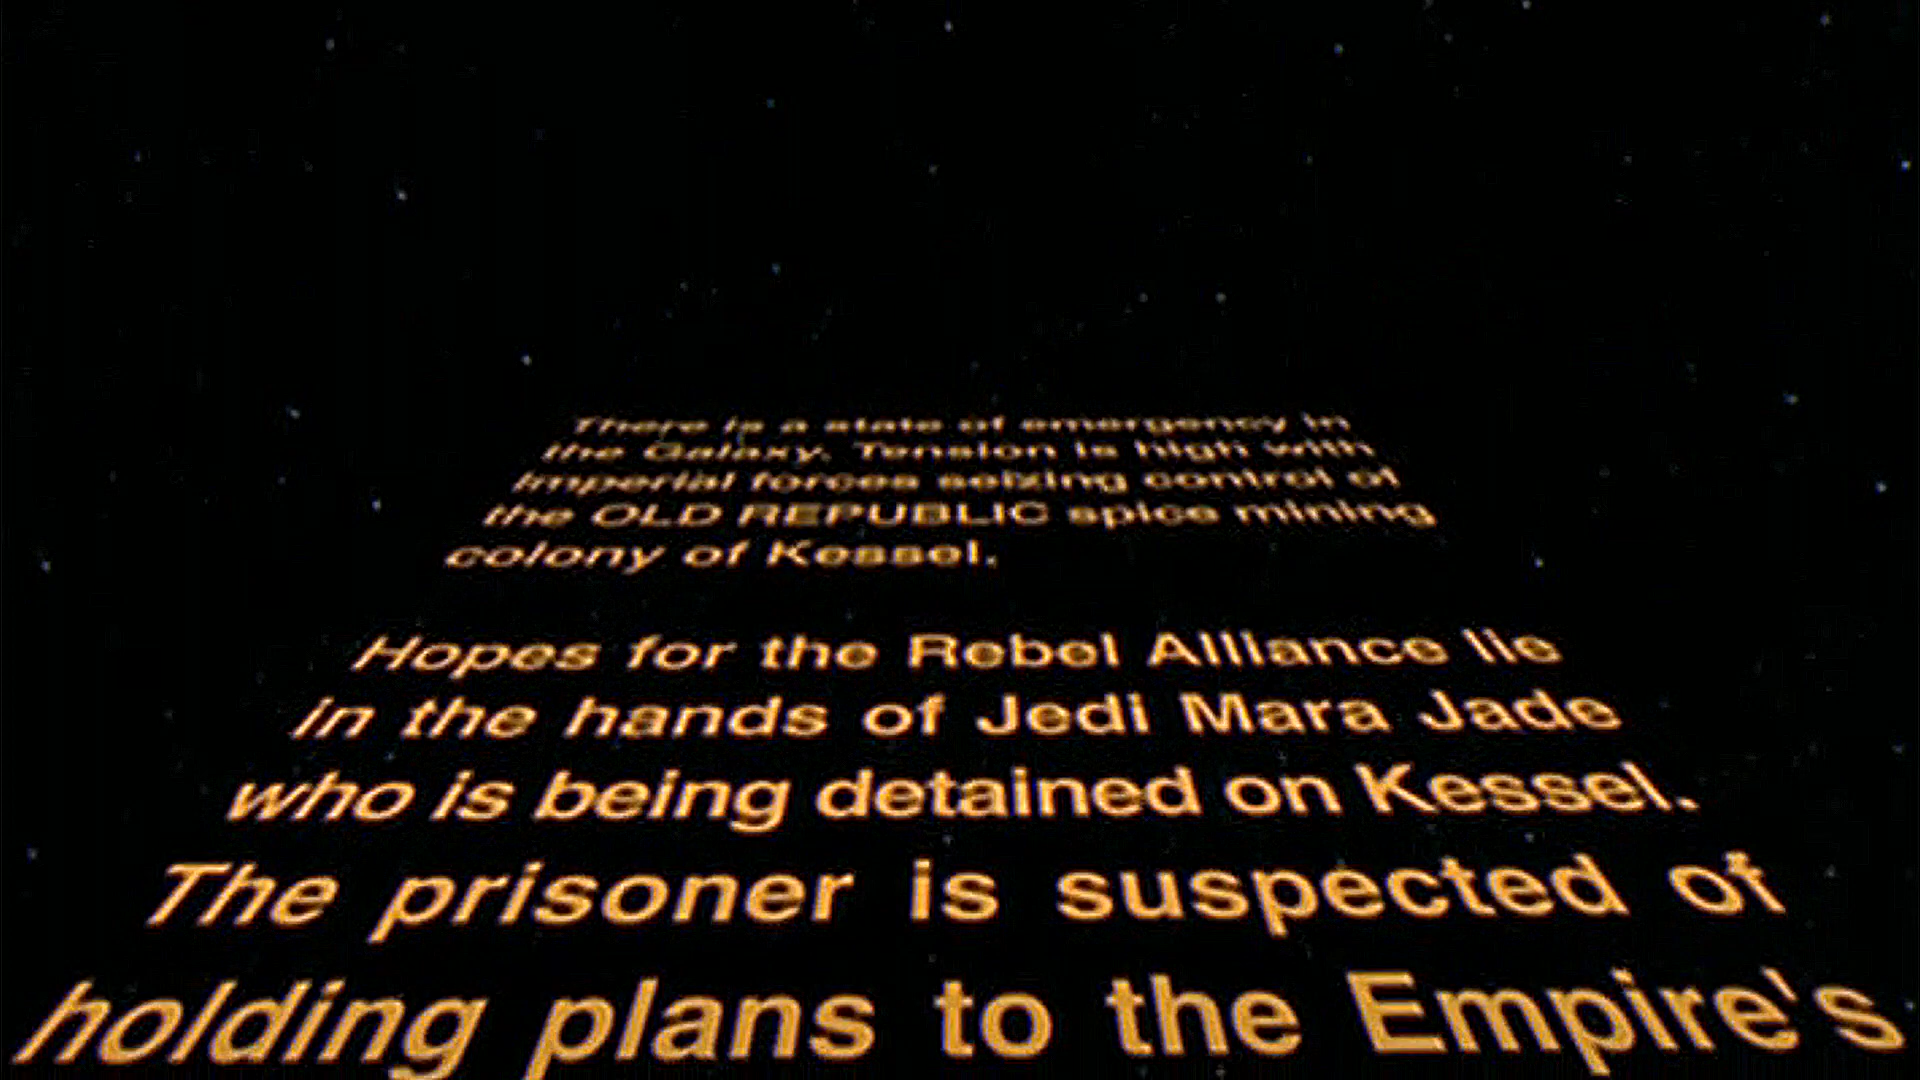 There is a state of emergency in
the Galaxy. Tension is high with
Imperial forces seizing control of
the OLD REPUBLIC spice mining
colony of Kessel.
Hopes for the Rebel Alliance lie
in the hands of Jedi Mara Jade
who is being detained on Kessel.
The prisoner is suspected of
holding plans to the Empire's